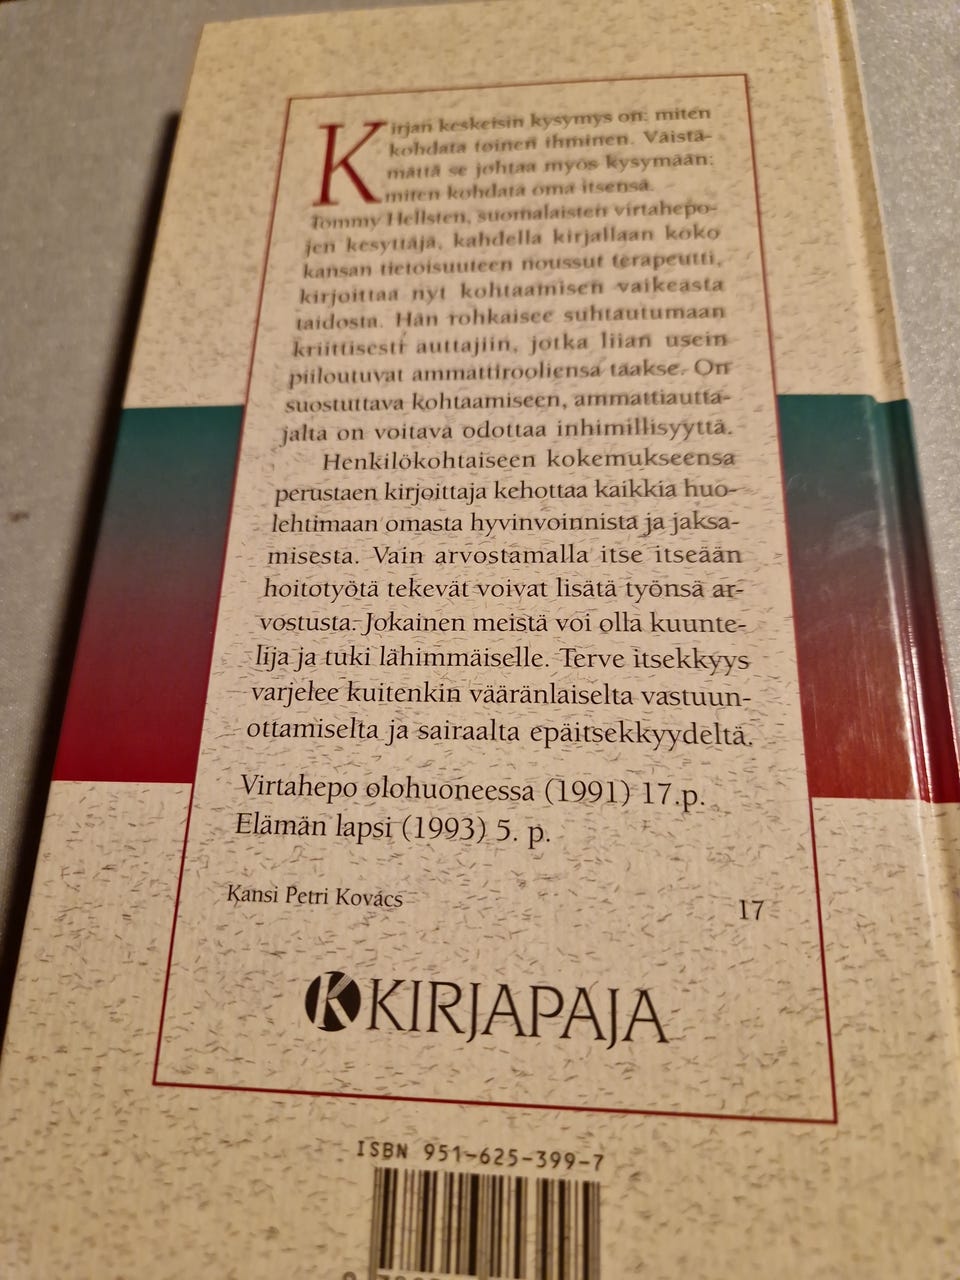 Kirjan keskeisin kysymys on: miten
kohdata toinen ihminen. Väistä-
mättä se johtaa myös kysymään:
miten kohdata oma itsensä.
Tommy Hellsten, suomalaisten virtahepo-
jen kesyttäjä, kahdella kirjallaan koko
kansan tietoisuuteen noussut terapeutti,
kirjoittaa nyt kohtaamisen vaikeasta
taidosta. Hän rohkaisee suhtautumaan
kriittisesti auttajiin, jotka liian usein
piiloutuvat ammattirooliensa taakse. On
suostuttava kohtaamiseen, ammattiautta-
jalta on voitava odottaa inhimillisyyttä.
Henkilökohtaiseen kokemukseensa
perustaen kirjoittaja kehottaa kaikkia huo-
lehtimaan omasta hyvinvoinnista ja jaksa-
misesta. Vain arvostamalla itse itseään
hoitotyötä tekevät voivat lisätä työnsä ar-
vostusta. Jokainen meistä voi olla kuunte-
lija ja tuki lähimmäiselle. Terve itsekkyys
varjelee kuitenkin vääränlaiselta vastuun-
ottamiselta ja sairaalta epäitsekkyydeltä.
Virtahepo olohuoneessa (1991) 17.p.
Elämän lapsi (1993) 5. p.
Kansi Petri Kovács
17
K KIRJAPAJA
ISBN 951-625-399-7